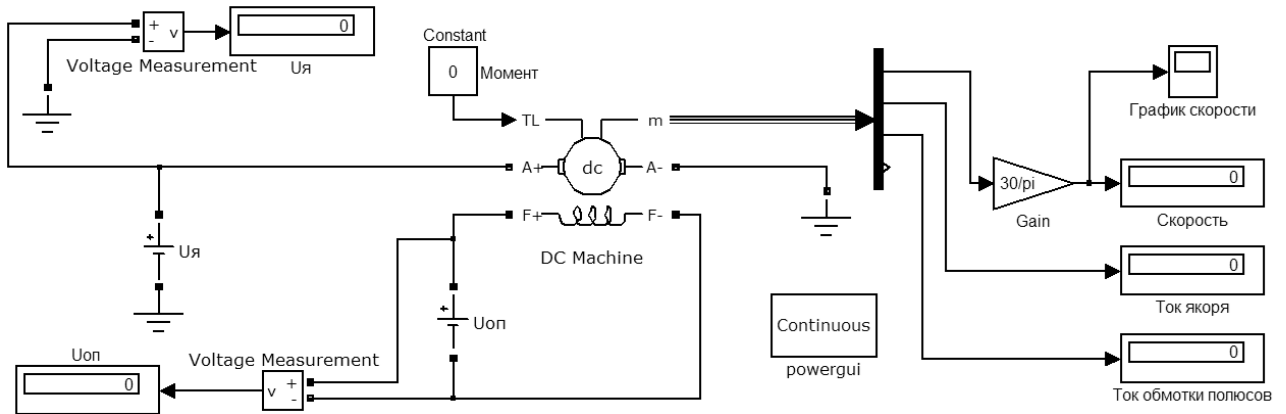 +
-
v
0
Voltage Measurement
Uя
Constant
0
Момент
TL
m
A+
dc
A-
F+
F-
DC Machine
+
Uя
+
Uоп
График скорости
30/pi
Gain
0
Скорость
0
Ток якоря
0
Ток обмотки полюсов
Continuous
powergui
Uоп
0
Voltage Measurement
v
+
-